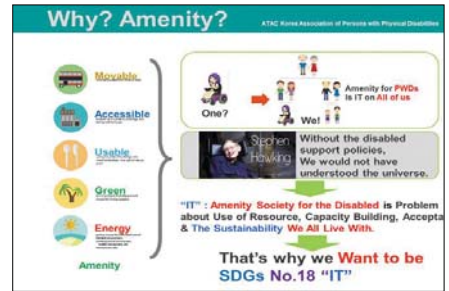 Why? Amenity?
ATAC Korea Association of Persons with Physical Disabilities
Movable
Accessible
Usable
Green
Energy
Amenity
One?
We!
Amenity for PWDs
Is IT on All of us
Stephen
Hawking
Without the disabled
support policies,
We would not have
understood the universe.
"IT" : Amenity Society for the Disabled is Problem
about Use of Resource, Capacity Building, Accepta
& The Sustainability We All Live With.
That's why we Want to be
SDGs No.18 "IT"